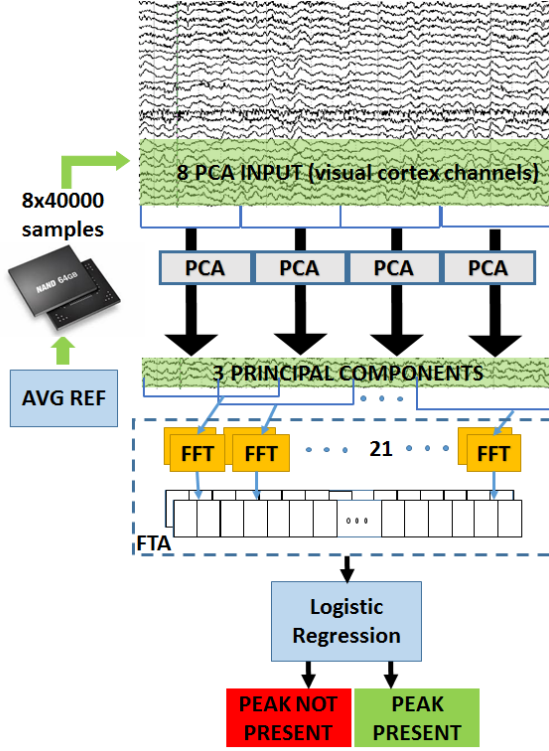 8 PCA INPUT (visual cortex channels)
8x40000
samples
NAND 64GB
PCA
PCA
PCA
PCA
AVG REF
3 PRINCIPAL COMPONENTS
FFT
FFT
21
FFT
FTA
Logistic
Regression
PEAK NOT
PRESENT
PEAK
PRESENT